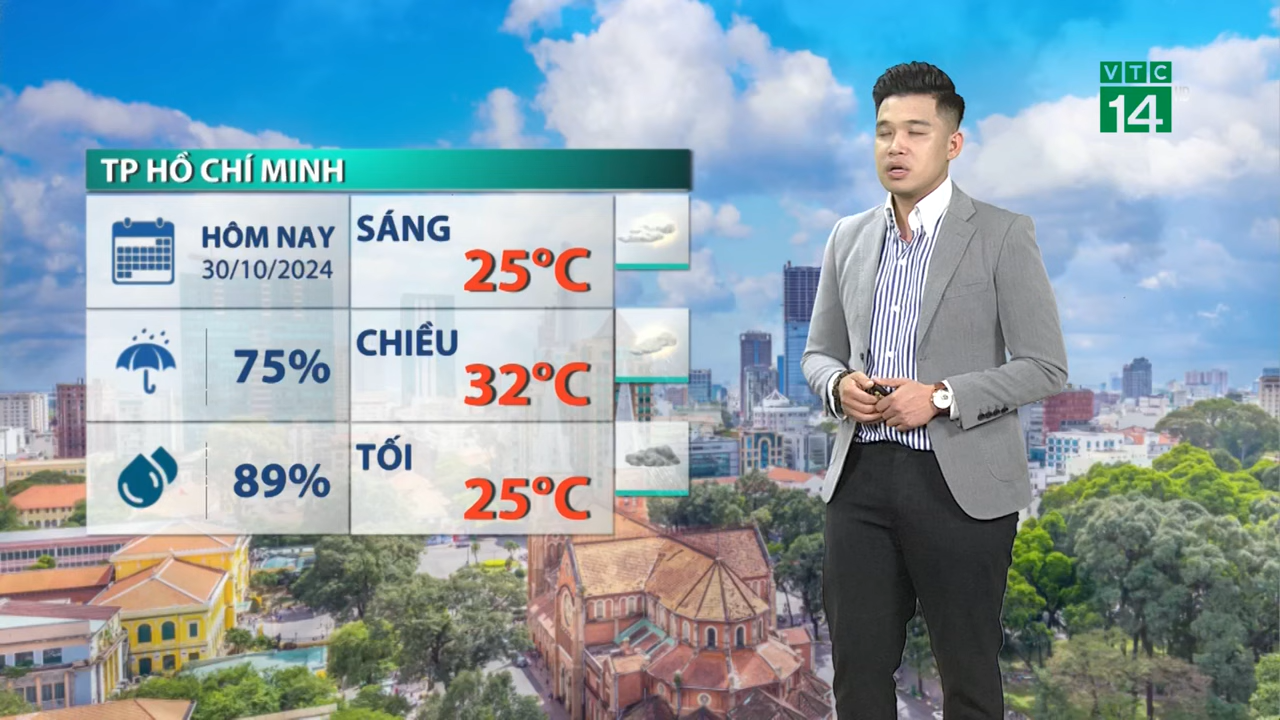 VTC
14
TP HỒ CHÍ MINH
HÔM NAY
30/10/2024
75%
89%
SÁNG
25°C
CHIỀU
32°C
TỐI
25°C